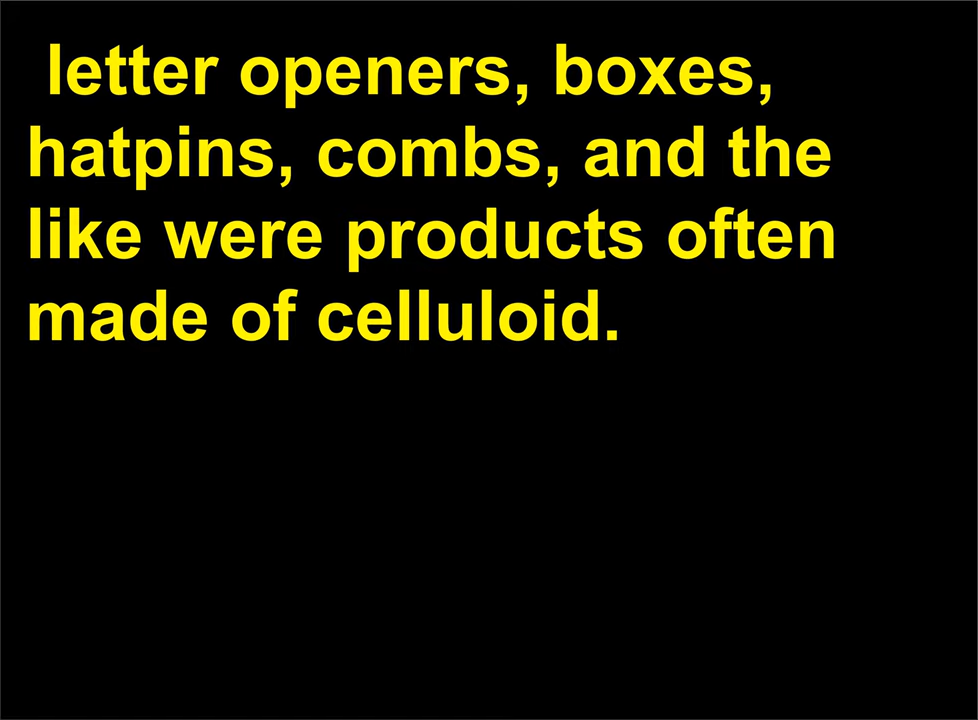 letter openers, boxes,
hatpins, combs, and the
like were products often
made of celluloid.